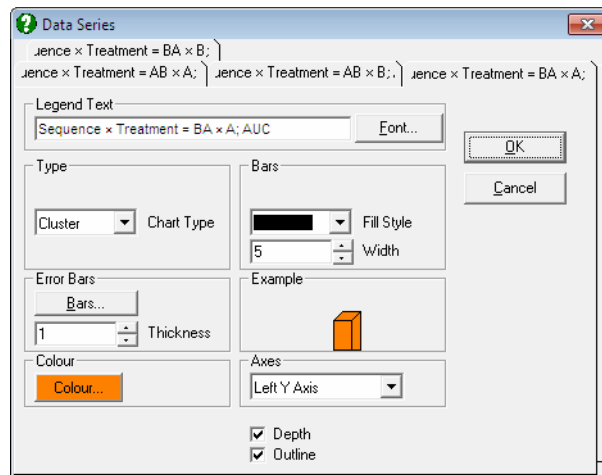 Data Series
uence × Treatment = BA × B;
uence × Treatment = AB × A;
uence × Treatment = AB × B;.
uence × Treatment = BA × A;
Legend Text
Sequence × Treatment = BA × A; AUC
Font...
OK
Cancel
Type
Cluster
Chart Type
Bars
Fill Style
5
Width
Error Bars
Bars...
1
Thickness
Example
Colour
Colour...
Axes
Left Y Axis
Depth
Outline